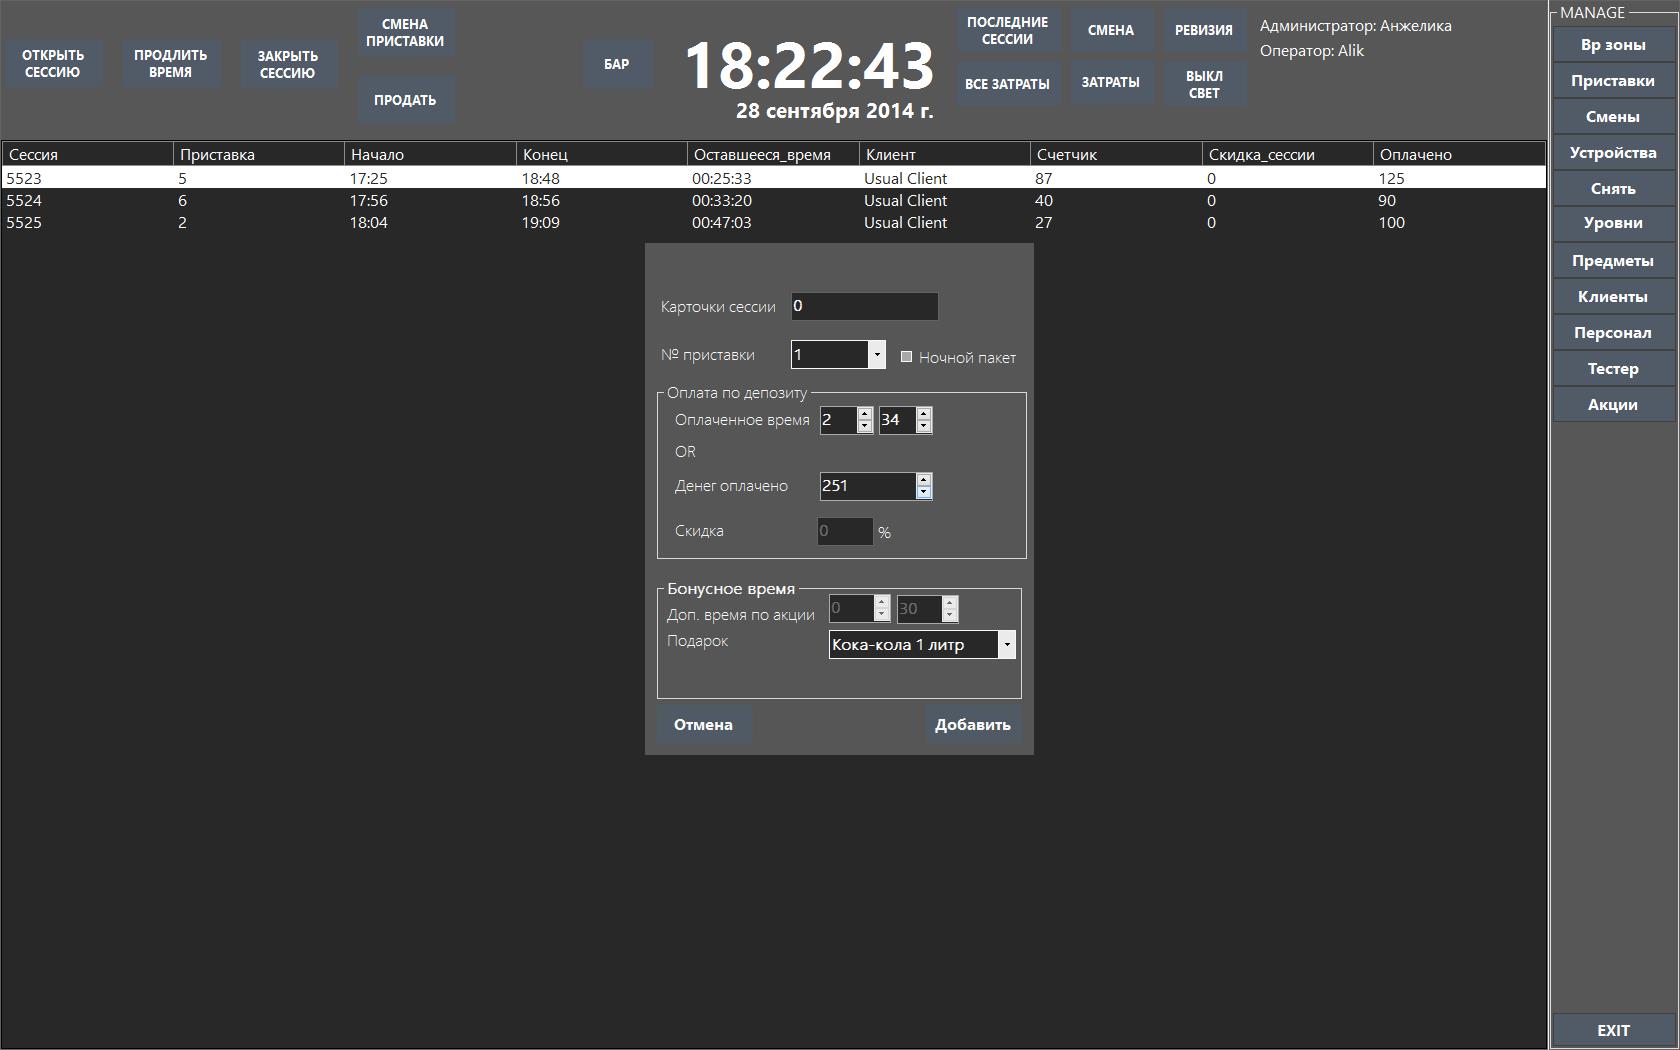 ОТКРЫТЬ
СЕССИЮ
ПРОДЛИТЬ
ВРЕМЯ
ЗАКРЫТЬ
СЕССИЮ
СМЕНА
ПРИСТАВКИ
ПРОДАТЬ
БАР
18:22:43
28 сентября 2014 г.
ПОСЛЕДНИЕ
СЕССИИ
СМЕНА
РЕВИЗИЯ
ВСЕ ЗАТРАТЫ
ЗАТРАТЫ
ВЫКЛ
СВЕТ
Администратор: Анжелика
Оператор: Alik
Сессия Приставка Начало Конец Оставшееся_время Клиент Счетчик Скидка_сессии Оплачено
5523 5 17:25 18:48 00:25:33 Usual Client 87 0 125
5524 6 17:56 18:56 00:33:20 Usual Client 40 0 90
5525 2 18:04 19:09 00:47:03 Usual Client 27 0 100
Карточки сессии 0
№ приставки 1 Ночной пакет
Оплата по депозиту
Оплаченное время 2 34
OR
Денег оплачено 251
Скидка 0 %
Бонусное время
Доп. время по акции 0 30
Подарок Кока-кола 1 литр
Отмена Добавить
MANAGE
Вр зоны
Приставки
Смены
Устройства
Снять
Уровни
Предметы
Клиенты
Персонал
Тестер
Акции
EXIT